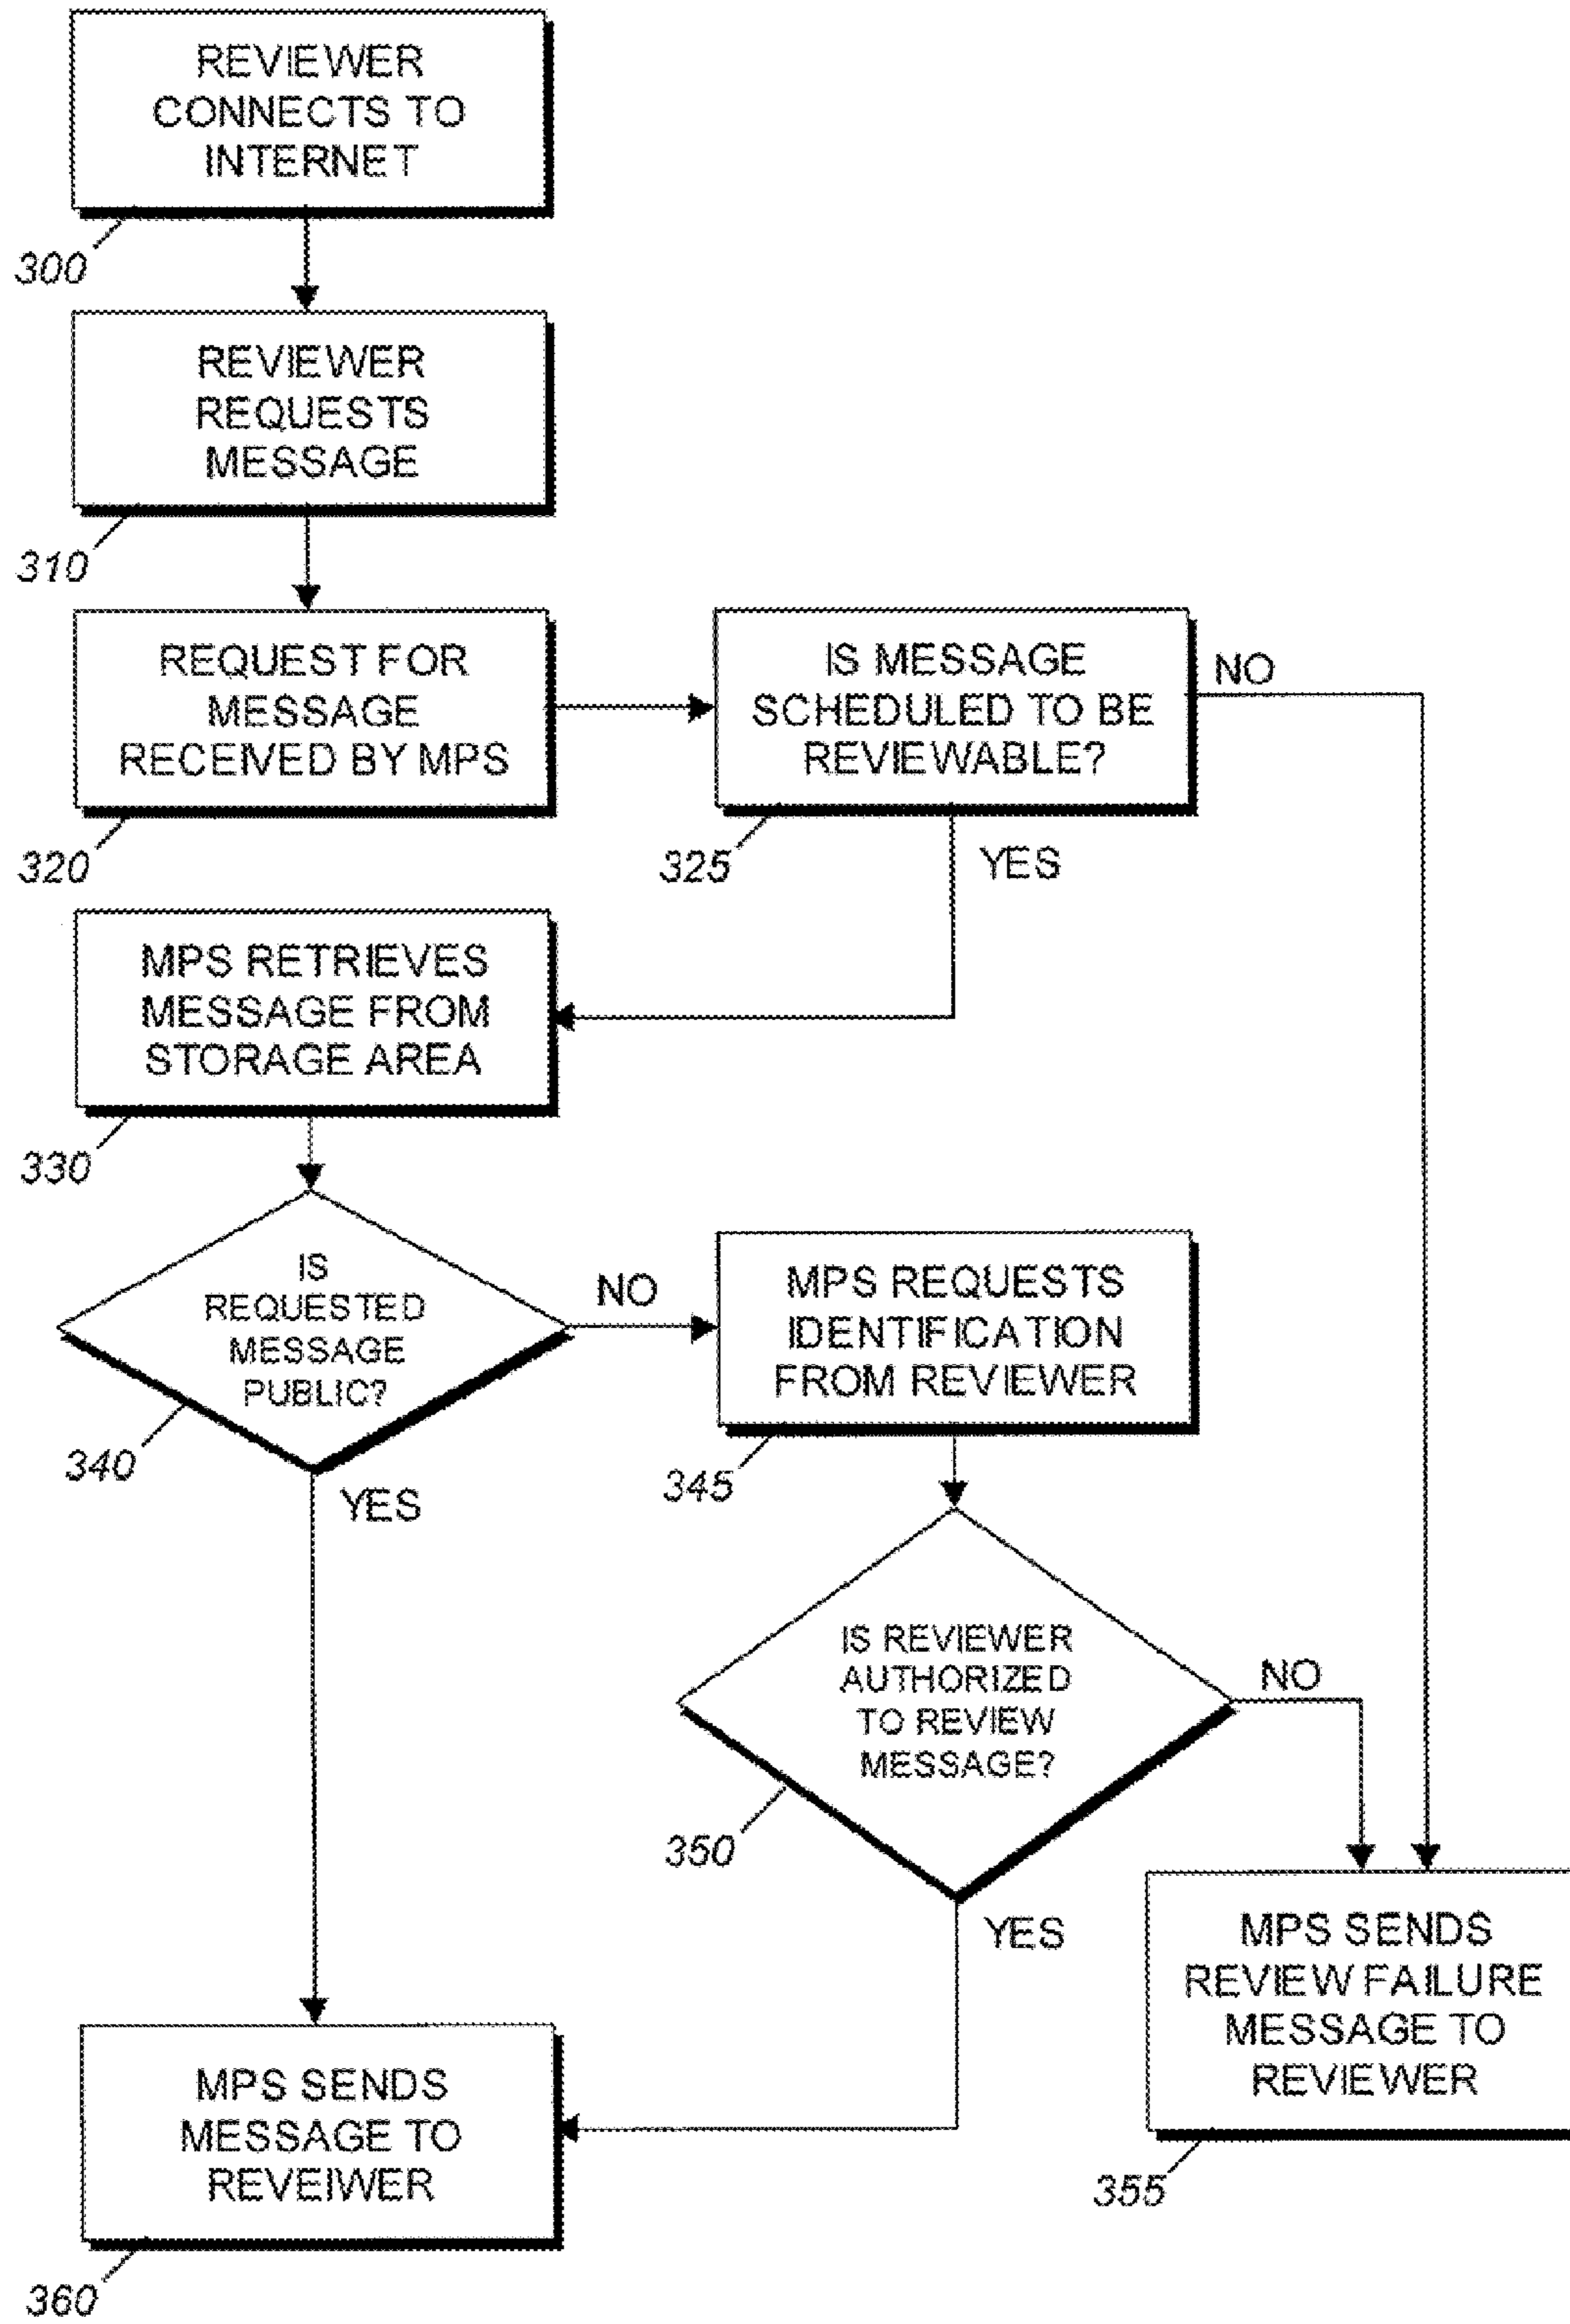 REVIEWER
CONNECTS TO
INTERNET
300
REVIEWER
REQUESTS
MESSAGE
310
REQUEST FOR
MESSAGE
RECEIVED BY MPS
320
IS MESSAGE
SCHEDULED TO BE
REVIEWABLE?
NO
325
YES
MPS RETRIEVES
MESSAGE FROM
STORAGE AREA
330
IS
REQUESTED
MESSAGE
PUBLIC?
NO
340
YES
MPS REQUESTS
IDENTIFICATION
FROM REVIEWER
345
IS REVIEWER
AUTHORIZED
TO REVIEW
MESSAGE?
NO
350
YES
MPS SENDS
REVIEW FAILURE
MESSAGE TO
REVIEWER
355
MPS SENDS
MESSAGE TO
REVEIWER
360